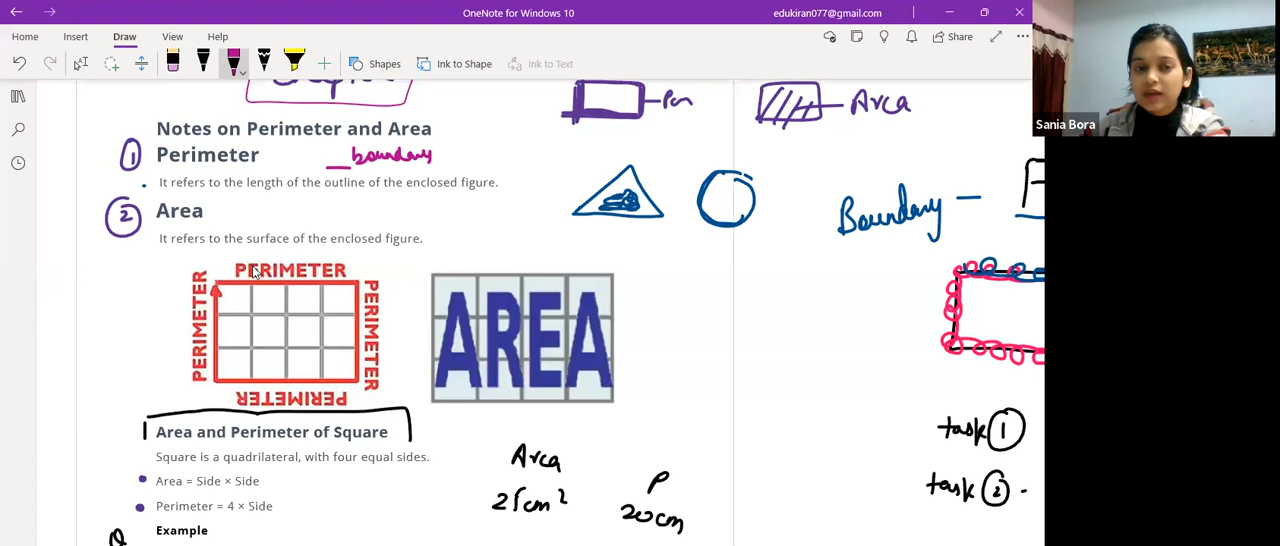 OneNote for Windows 10
edukiran077@gmail.com
Home Insert Draw View Help
Share
Shapes
Ink to Shape
Ink to Text
Sania Bora
Area
Notes on Perimeter and Area
① Perimeter
boundary
It refers to the length of the outline of the enclosed figure.
② Area
It refers to the surface of the enclosed figure.
Boundary –
PERIMETER
PERIMETER
PERIMETER
PERIMETER
AREA
Area and Perimeter of Square
Square is a quadrilateral, with four equal sides.
Area = Side × Side
Perimeter = 4 × Side
Example
Area
25cm²
P
20cm
task ①
task ② -